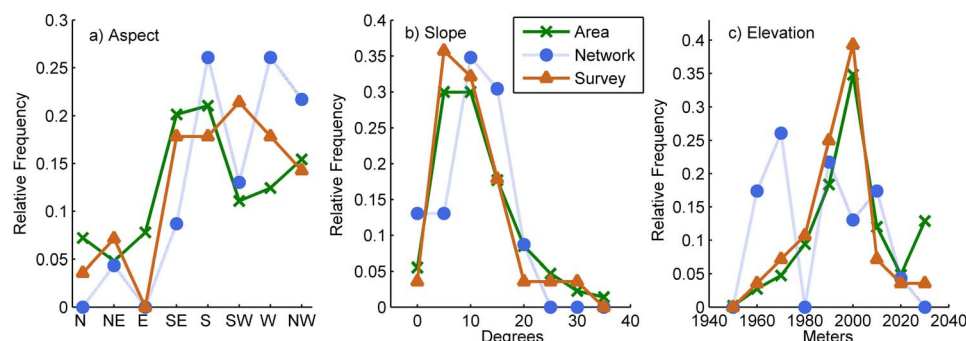 a) Aspect
Relative Frequency
0.3
0.25
0.2
0.15
0.1
0.05
0
N NE E SE S SW W NW
b) Slope
Relative Frequency
0.4
0.35
0.3
0.25
0.2
0.15
0.1
0.05
0
0 10 20 30 40
Degrees
Area
Network
Survey
c) Elevation
Relative Frequency
0.4
0.35
0.3
0.25
0.2
0.15
0.1
0.05
0
1940 1960 1980 2000 2020 2040
Meters